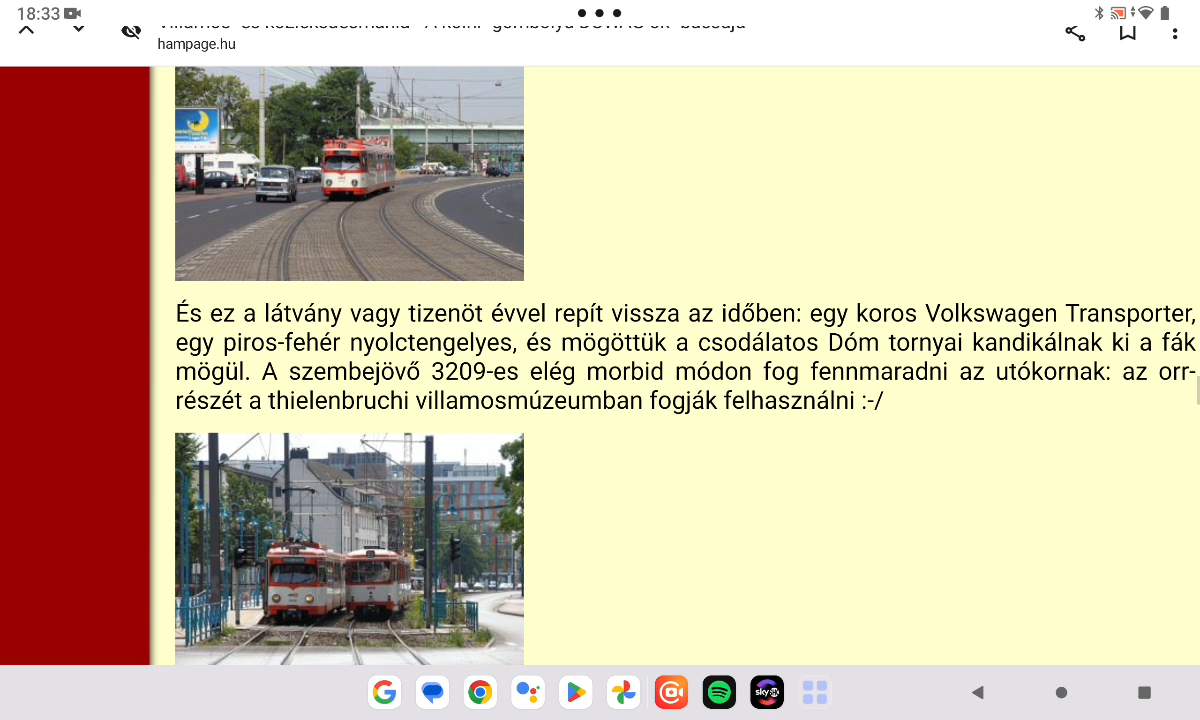 18:33
hampage.hu
És ez a látvány vagy tizenöt évvel repít vissza az időben: egy koros Volkswagen Transporter,
egy piros-fehér nyolctengelyes, és mögöttük a csodálatos Dóm tornyai kandikálnak ki a fák
mögül. A szembejövő 3209-es elég morbid módon fog fennmaradni az utókornak: az orr-
részét a thielenbruchi villamosmúzeumban fogják felhasználni :-/
sky